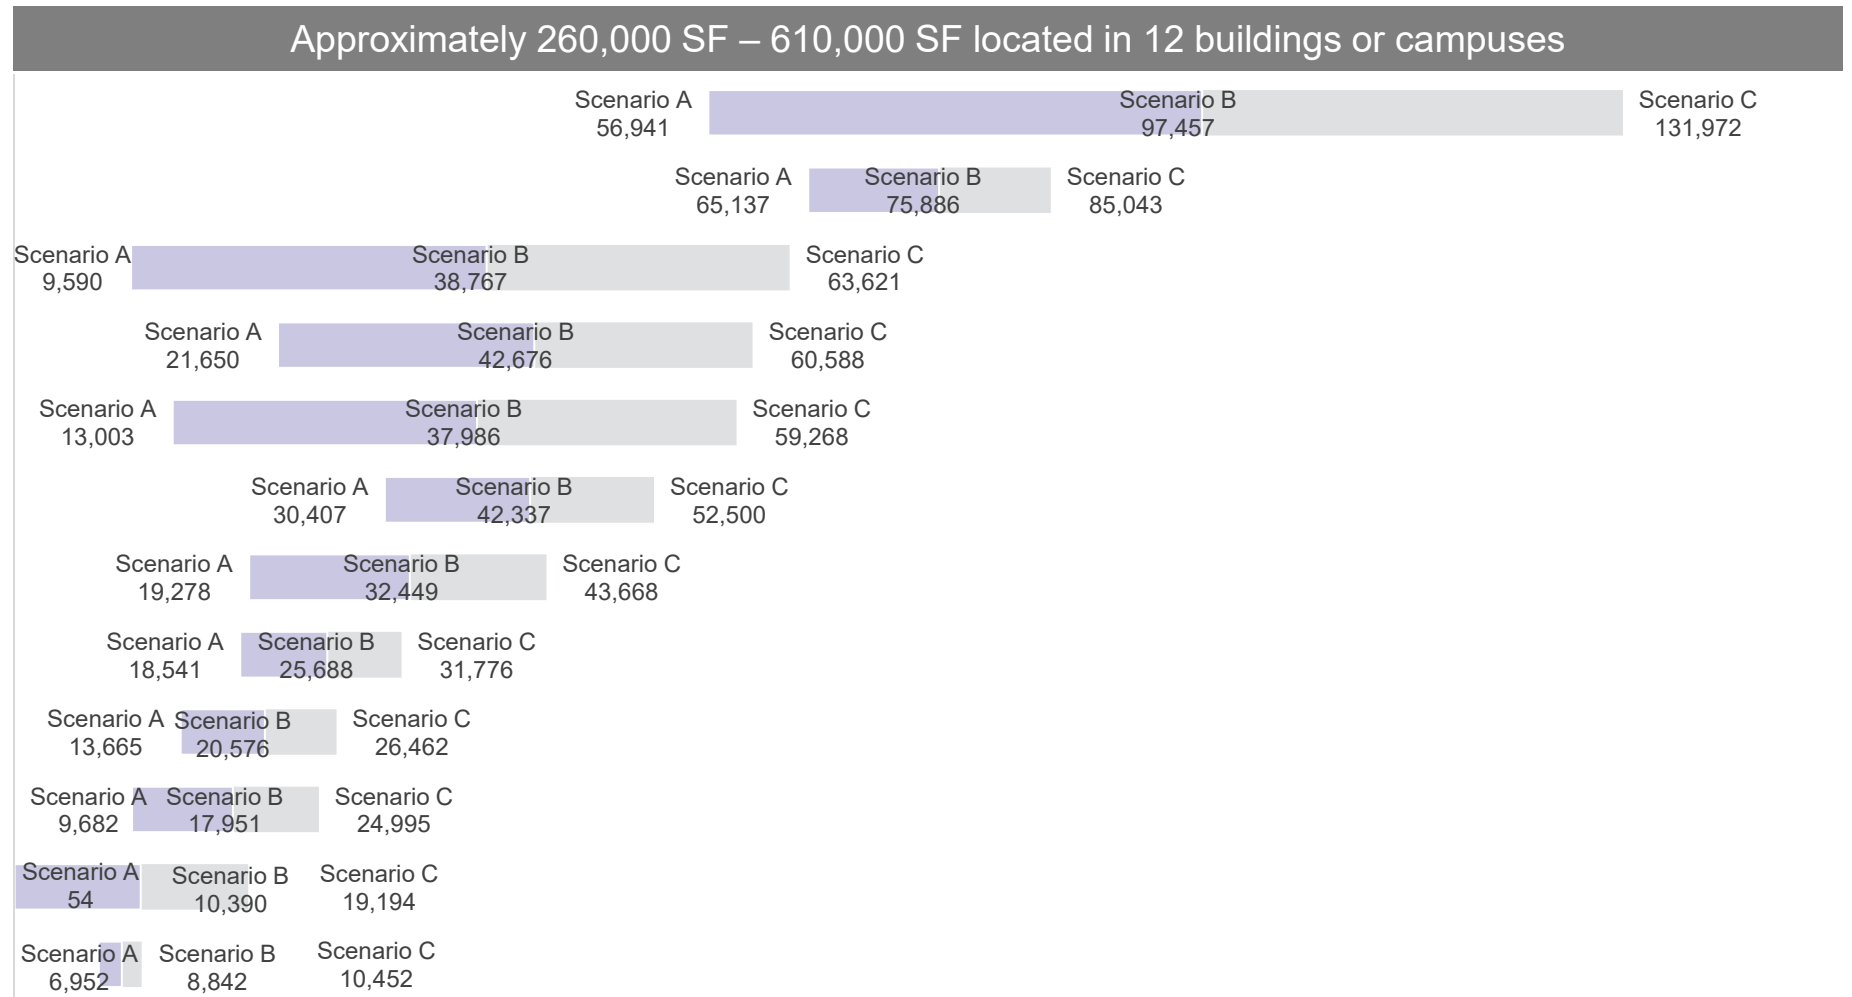 Approximately 260,000 SF – 610,000 SF located in 12 buildings or campuses
Scenario A Scenario B Scenario C
56,941 97,457 131,972
Scenario A Scenario B Scenario C
65,137 75,886 85,043
Scenario A Scenario B Scenario C
9,590 38,767 63,621
Scenario A Scenario B Scenario C
21,650 42,676 60,588
Scenario A Scenario B Scenario C
13,003 37,986 59,268
Scenario A Scenario B Scenario C
30,407 42,337 52,500
Scenario A Scenario B Scenario C
19,278 32,449 43,668
Scenario A Scenario B Scenario C
18,541 25,688 31,776
Scenario A Scenario B Scenario C
13,665 20,576 26,462
Scenario A Scenario B Scenario C
9,682 17,951 24,995
Scenario A Scenario B Scenario C
54 10,390 19,194
Scenario A Scenario B Scenario C
6,952 8,842 10,452